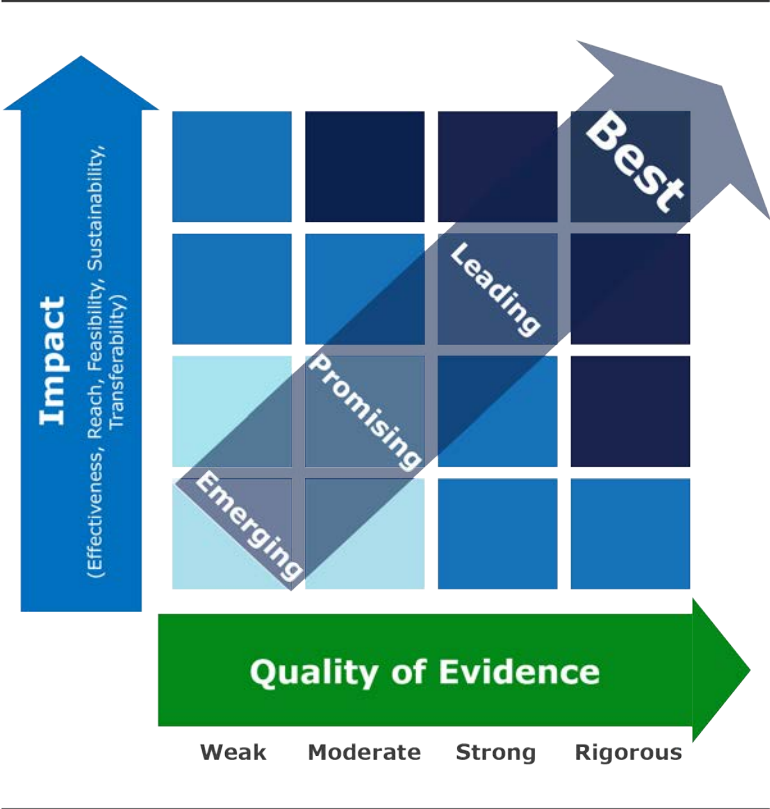 Impact
(Effectiveness, Reach, Feasibility, Sustainability,
Transferability)
Best
Leading
Promising
Emerging
Quality of Evidence
Weak Moderate Strong Rigorous